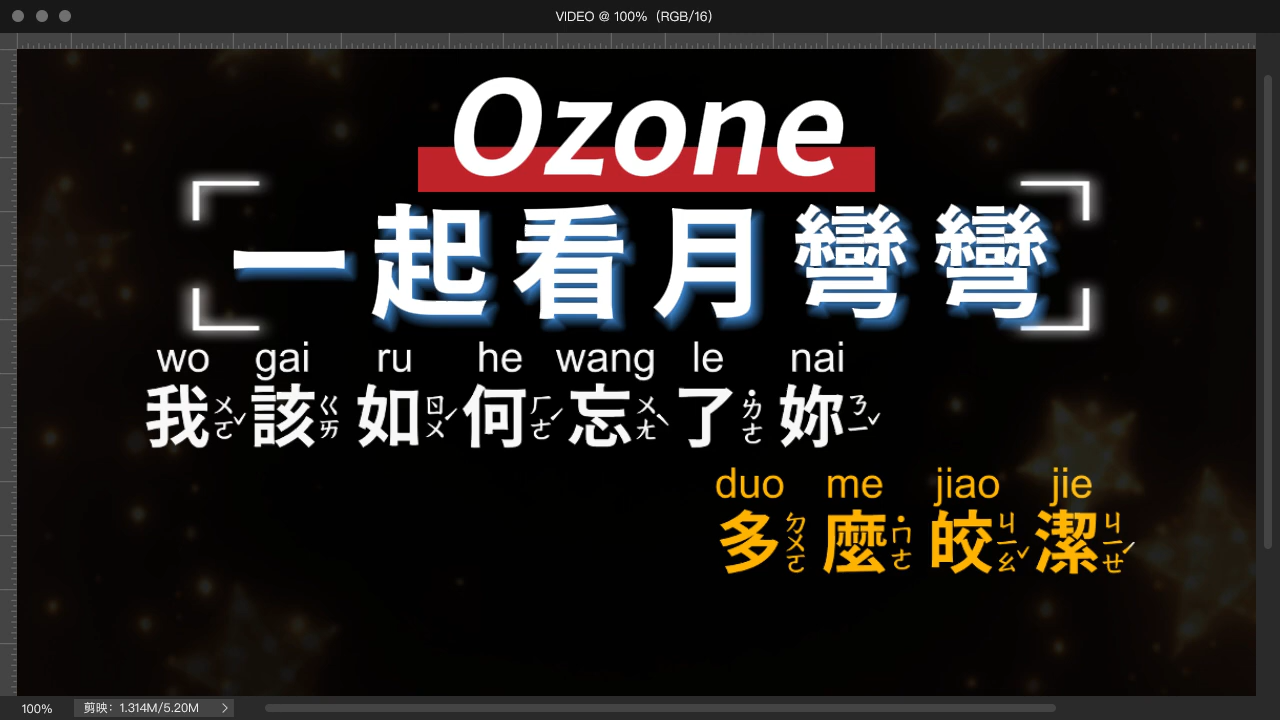 VIDEO @ 100% (RGB/16)
Ozone
一起看月彎彎
wo gai ru he wang le nai
我ㄨㄛˇ該ㄍㄞ如ㄖㄨˊ何ㄏㄜˊ忘ㄨㄤˋ了˙ㄌㄜ妳ㄋㄧˇ
duo me jiao jie
多ㄉㄨㄛ麼˙ㄇㄜ皎ㄐㄧㄠˇ潔ㄐㄧㄝˊ
100% 剪映：1.314M/5.20M